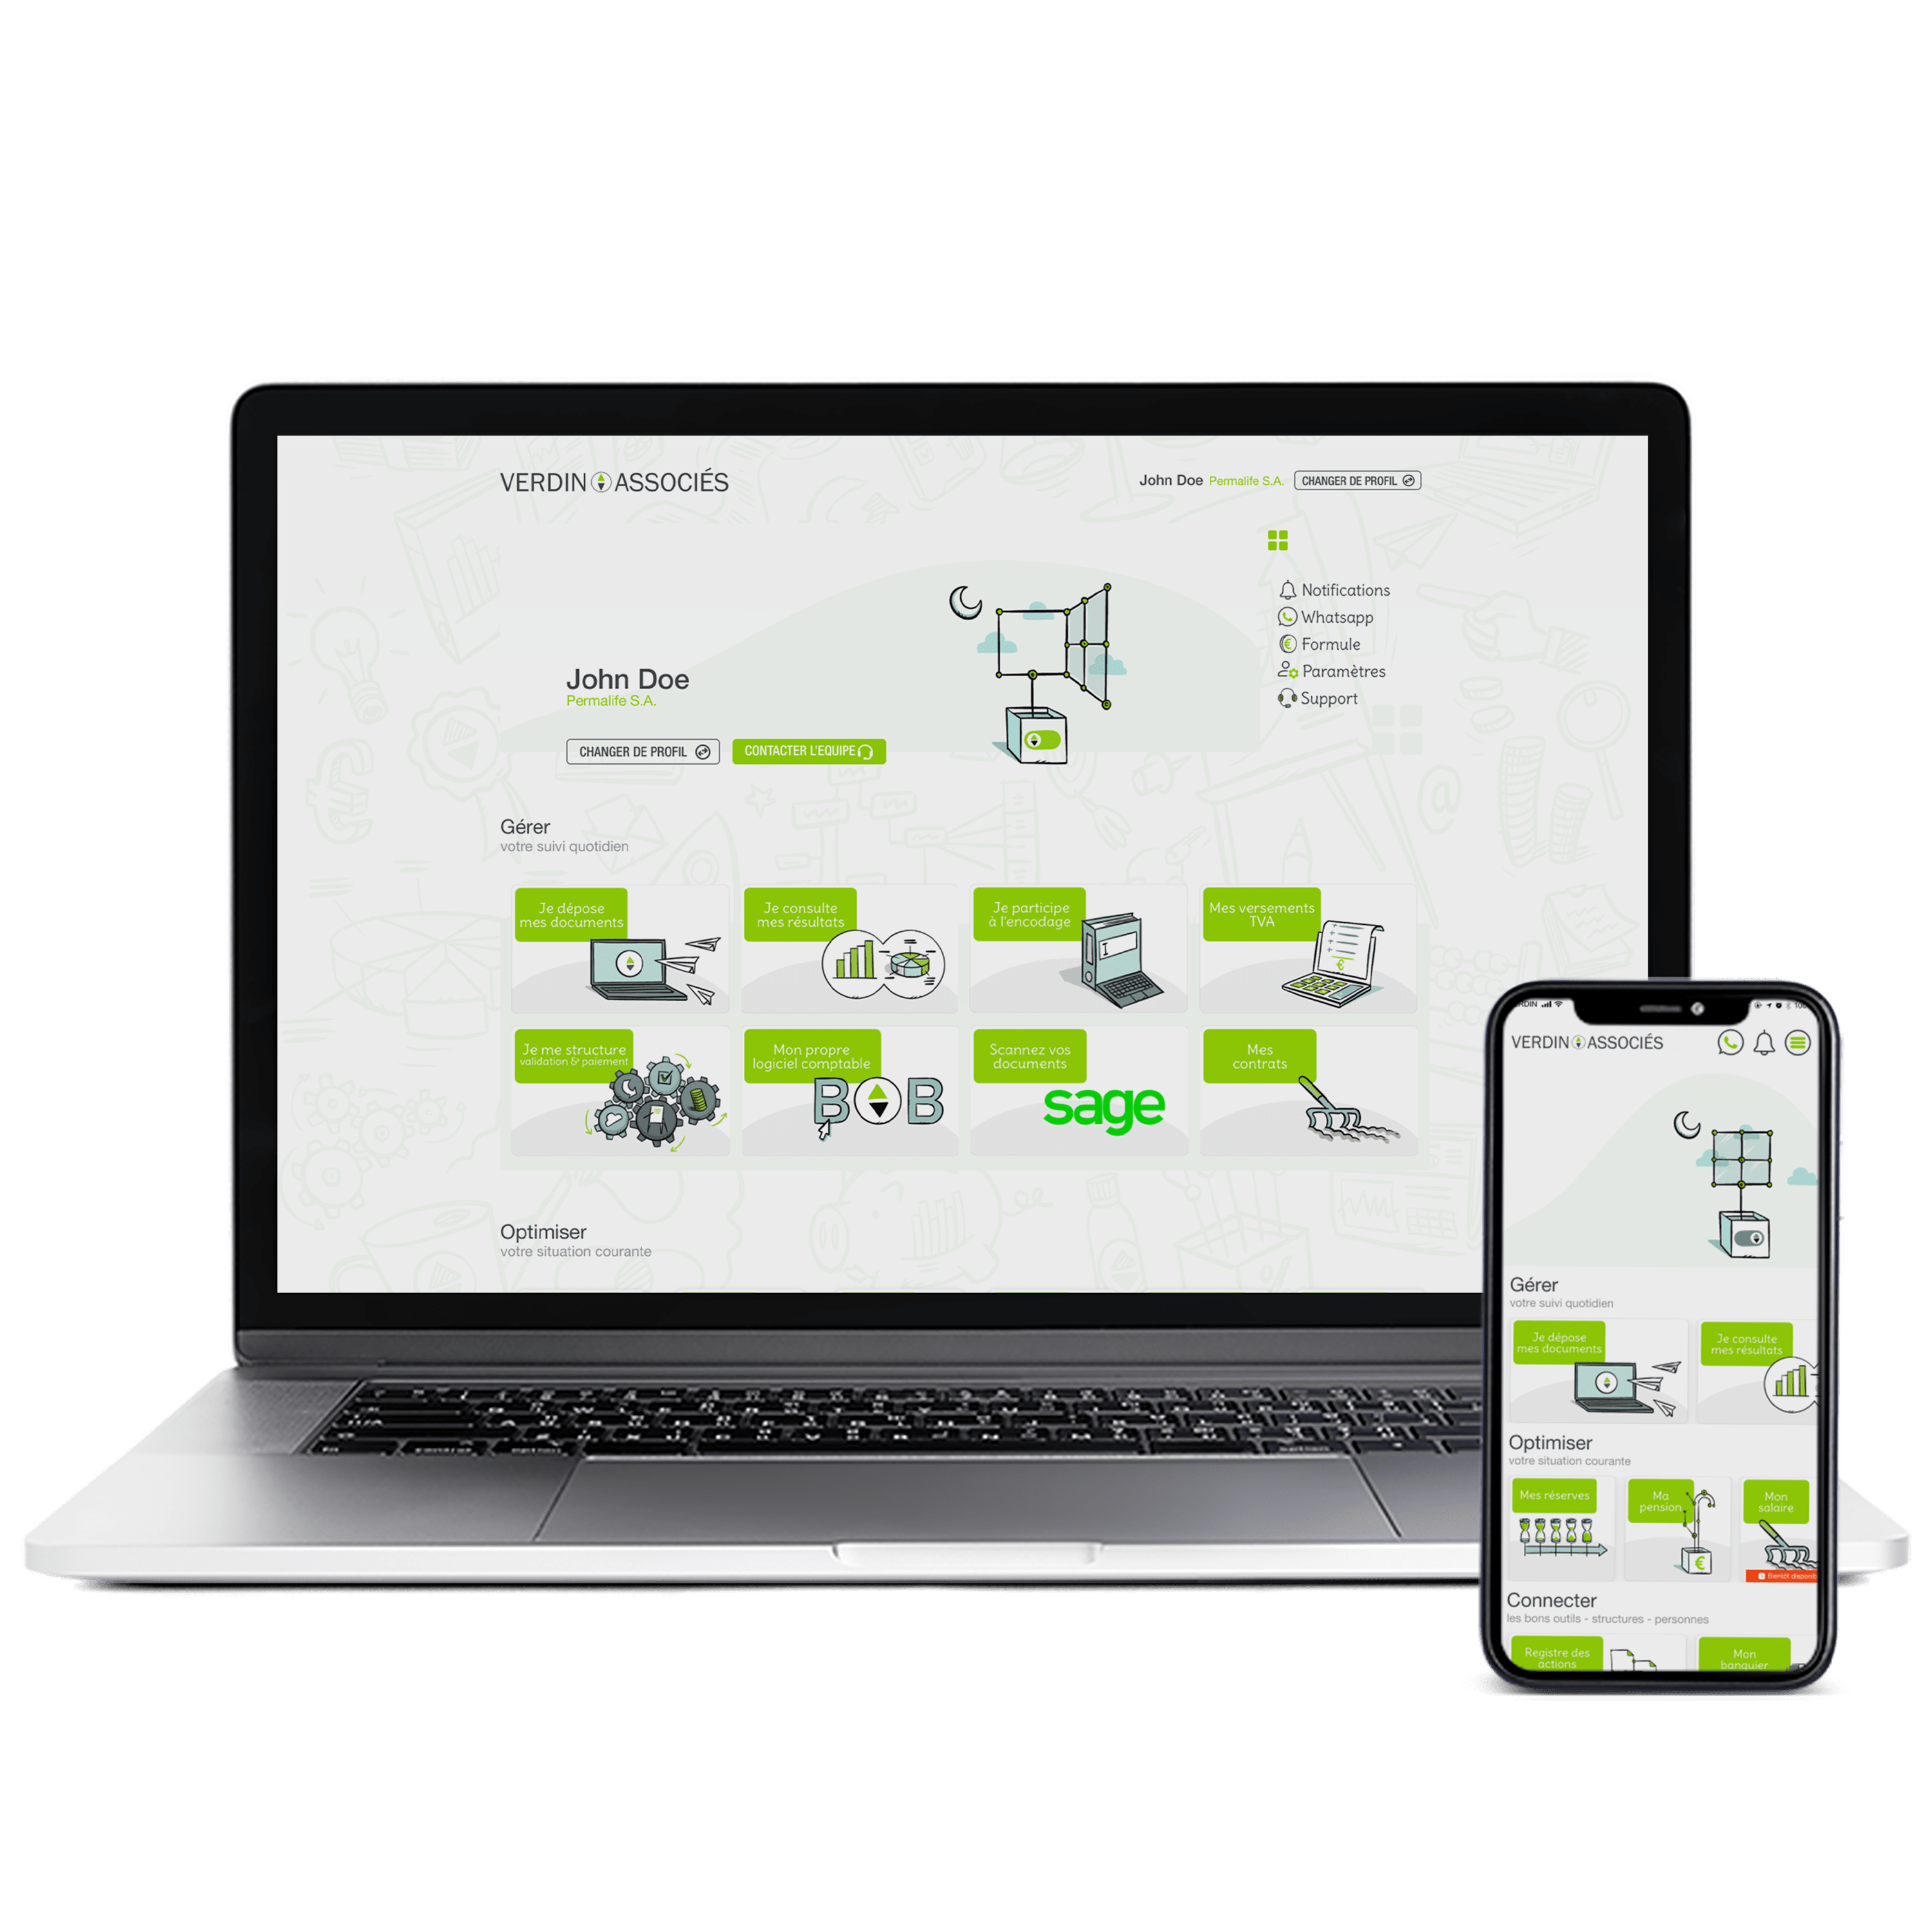 VERDIN ASSOCIÉS
John Doe Permalife S.A. CHANGER DE PROFIL
Notifications
Whatsapp
Formule
Paramètres
Support
John Doe
Permalife S.A.
CHANGER DE PROFIL
CONTACTER L'EQUIPE
Gérer
votre suivi quotidien
Je dépose
mes documents
Je consulte
mes résultats
Je participe
à l'encodage
Mes versements
TVA
Je me structure
validation & paiement
Mon propre
logiciel comptable
BOB
Scannez vos
documents
sage
Mes
contrats
Optimiser
votre situation courante
VERDIN ASSOCIÉS
Gérer
votre suivi quotidien
Je dépose
mes documents
Je consulte
mes résultats
Optimiser
votre situation courante
Mes réserves
Ma
pension
Mon
salaire
Bientôt disponib
Connecter
les bons outils - structures - personnes
Registre des
actions
Mon
banquier